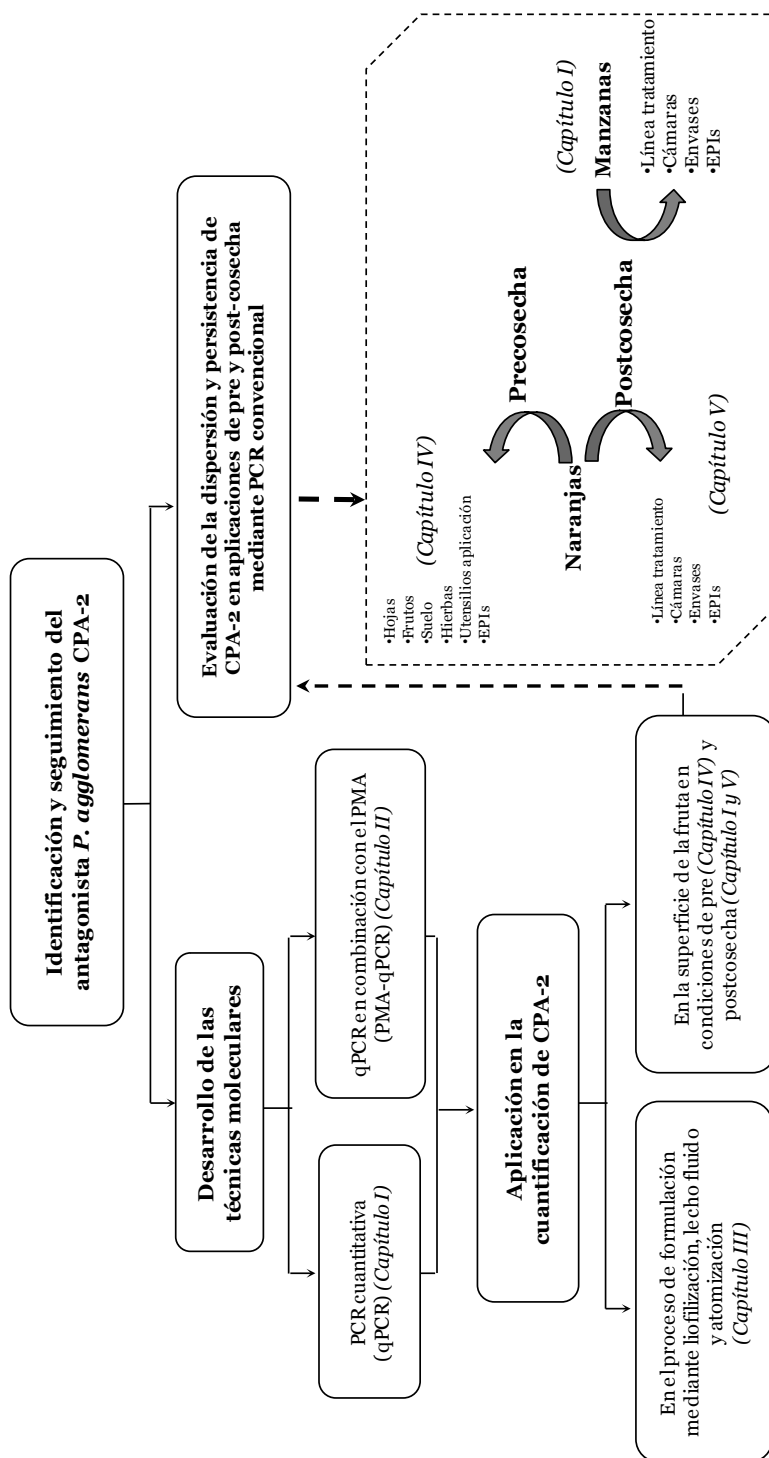 Identificación y seguimiento del
antagonista P. agglomerans CPA-2
Desarrollo de las
técnicas moleculares
Evaluación de la dispersión y persistencia de
CPA-2 en aplicaciones de pre y post-cosecha
mediante PCR convencional
PCR cuantitativa
(qPCR) (Capítulo I)
qPCR en combinación con el PMA
(PMA-qPCR) (Capítulo II)
Aplicación en la
cuantificación de CPA-2
En el proceso de formulación
mediante liofilización, lecho fluido
y atomización
(Capítulo III)
En la superficie de la fruta en
condiciones de pre (Capítulo IV) y
postcosecha (Capítulo I y V)
•Hojas
•Frutos
•Suelo
•Hierbas
•Utensilios aplicación
•EPIs
(Capítulo IV)
Precosecha
Naranjas
Postcosecha
•Línea tratamiento
•Cámaras
•Envases
•EPIs
(Capítulo V)
(Capítulo I)
Manzanas
•Línea tratamiento
•Cámaras
•Envases
•EPIs